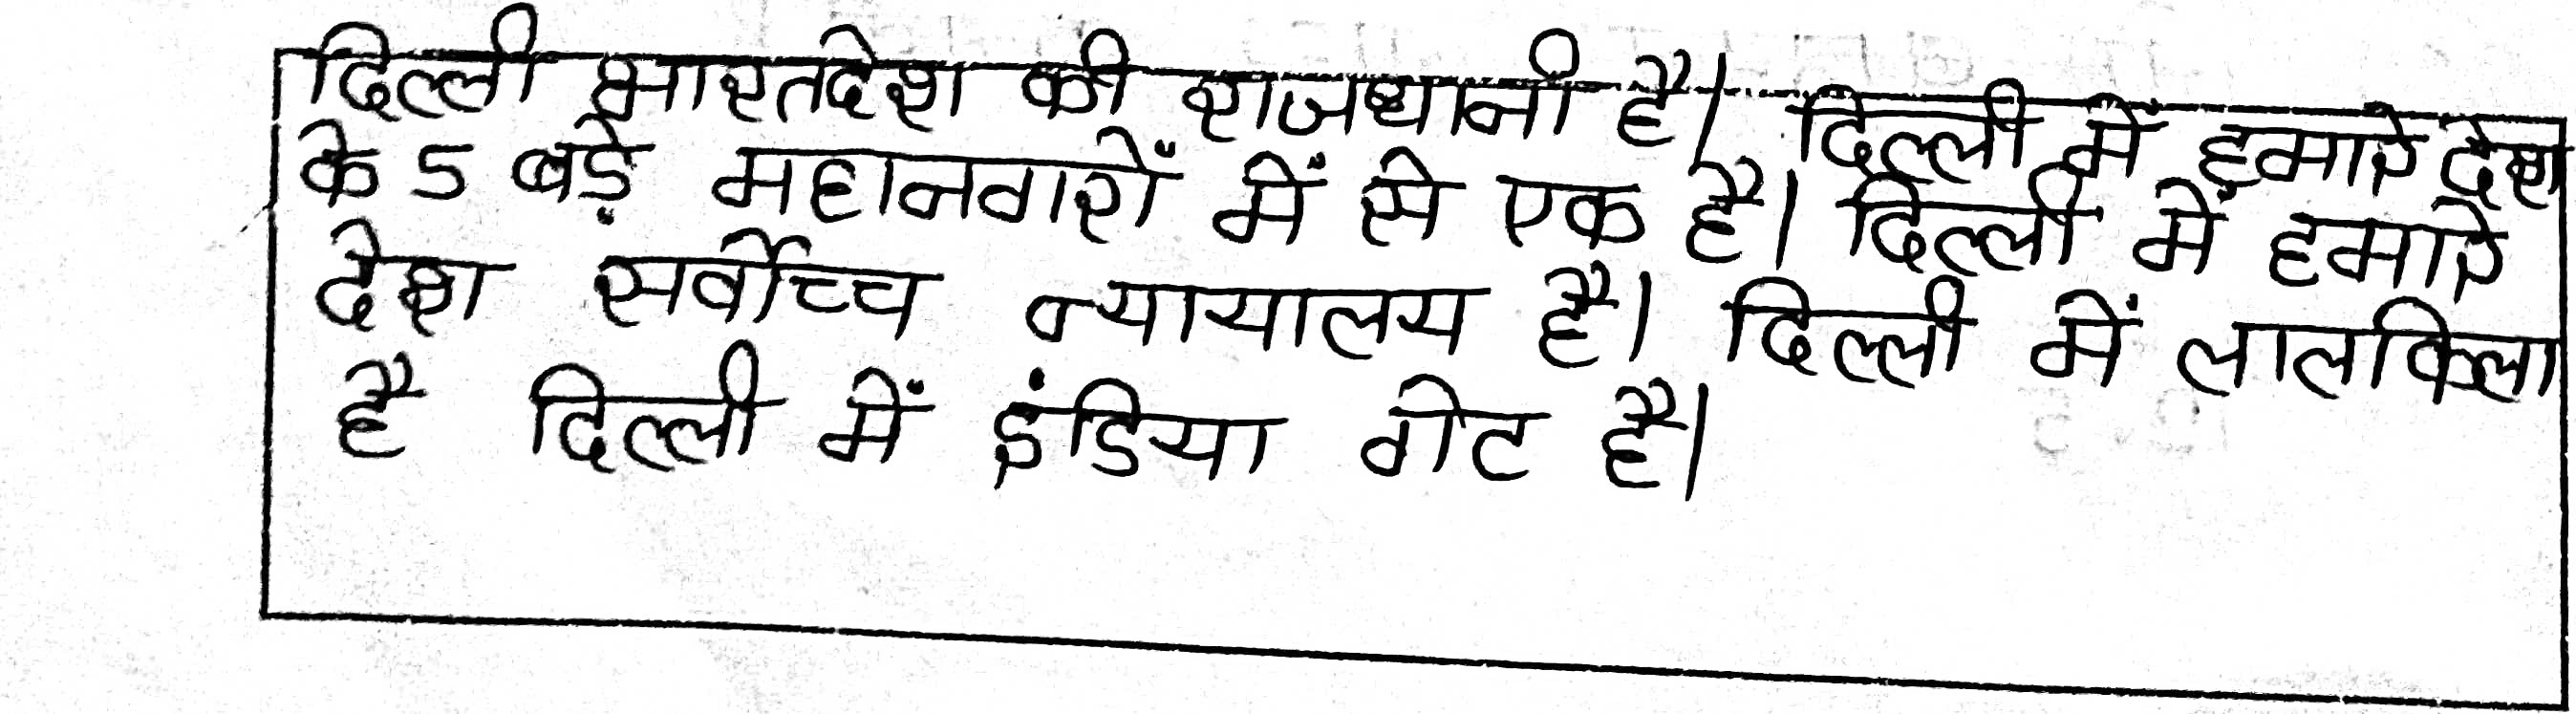 दिल्ली भारतदेश की राजधानी है। दिल्ली में हमारे देश
के 5 बड़े महानगरों में से एक है। दिल्ली में हमारे
देश सर्वोच्च न्यायालय है। दिल्ली में लालकिला
है दिल्ली में इंडिया गेट है।